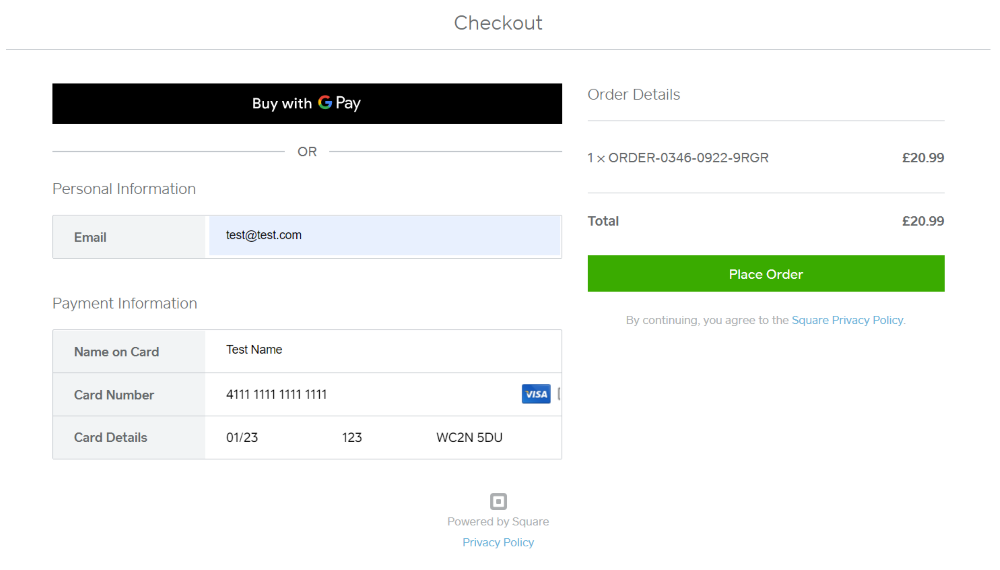 Checkout
Buy with G Pay
OR
Personal Information
Email test@test.com
Payment Information
Name on Card Test Name
Card Number 4111 1111 1111 1111 VISA
Card Details 01/23 123 WC2N 5DU
Order Details
1 × ORDER-0346-0922-9RGR £20.99
Total £20.99
Place Order
By continuing, you agree to the Square Privacy Policy.
Powered by Square
Privacy Policy